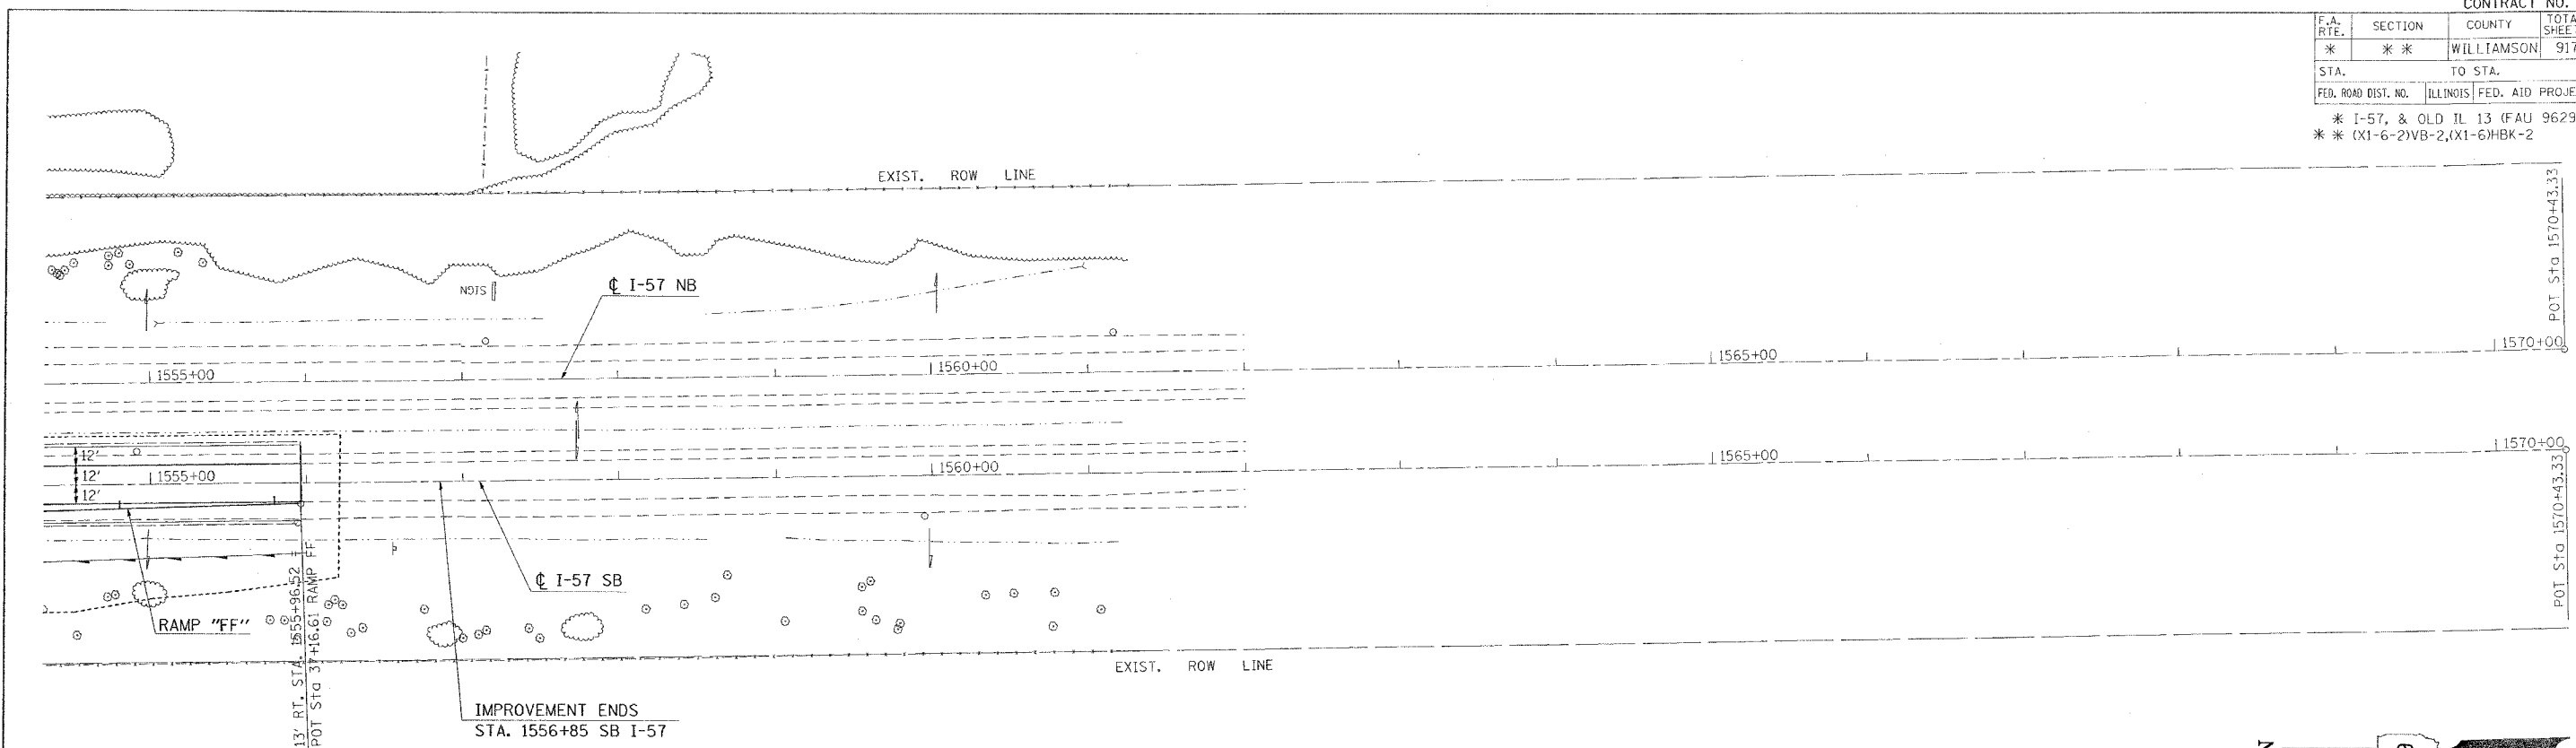 CONTRACT NO.
F.A. RTE. SECTION COUNTY TOTA SHEET
* * * WILLIAMSON 917
STA. TO STA.
FED. ROAD DIST. NO. ILLINOIS FED. AID PROJE
* I-57, & OLD IL 13 (FAU 9629
* * (X1-6-2)VB-2,(X1-6)HBK-2
EXIST. ROW LINE
POT Sta 1570+43.33
SIGN
℄ I-57 NB
1555+00
1560+00
1565+00
1570+00
12'
12'
12'
1555+00
1560+00
1565+00
1570+00
POT Sta 1570+43.33
℄ I-57 SB
RAMP "FF"
13' RT. STA. 1555+96.52 =
POT Sta 37+16.61 RAMP FF
EXIST. ROW LINE
IMPROVEMENT ENDS
STA. 1556+85 SB I-57